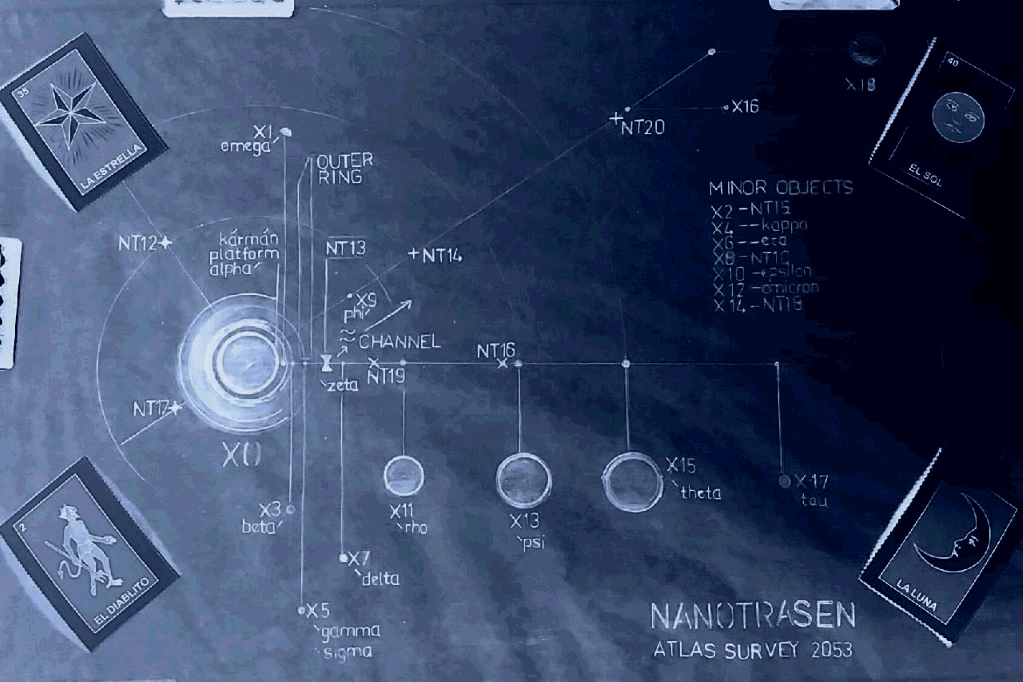 35
LA ESTRELLA
40
EL SOL
2
EL DIABLITO
LA LUNA
X18
X16
NT20
X1
omega
OUTER
RING
MINOR OBJECTS
X2 - NT15
X4 -- kappa
X6 -- eta
X8 -
X10 - epsilon
X12 - omicron
X14 - NT18
NT12
kármán
platform
alpha
NT13
NT14
X9
phi
CHANNEL
zeta
NT19
NT16
NT17
X0
X3
beta
X11
rho
X13
psi
X15
theta
X17
tau
X7
delta
X5
gamma
sigma
NANOTRASEN
ATLAS SURVEY 2053